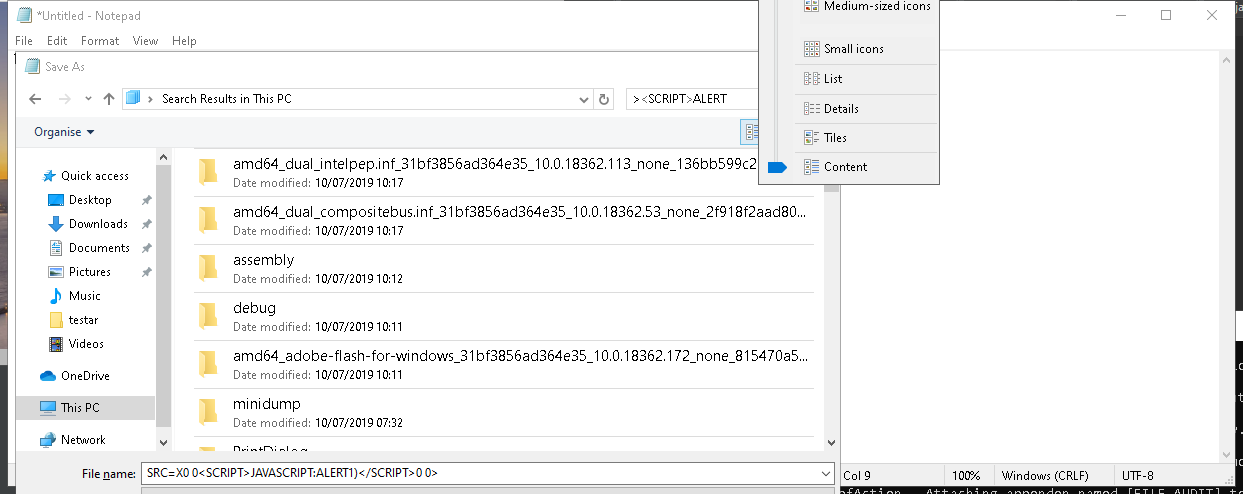 *Untitled - Notepad
File Edit Format View Help
Save As
Search Results in This PC
><SCRIPT>ALERT
Organise
Medium-sized icons
Small icons
List
Details
Tiles
Content
Quick access
Desktop
Downloads
Documents
Pictures
Music
testar
Videos
OneDrive
This PC
Network
amd64_dual_intelpep.inf_31bf3856ad364e35_10.0.18362.113_none_136bb599c2
Date modified: 10/07/2019 10:17
amd64_dual_compositebus.inf_31bf3856ad364e35_10.0.18362.53_none_2f918f2aad80...
Date modified: 10/07/2019 10:17
assembly
Date modified: 10/07/2019 10:12
debug
Date modified: 10/07/2019 10:11
amd64_adobe-flash-for-windows_31bf3856ad364e35_10.0.18362.172_none_815470a5...
Date modified: 10/07/2019 10:11
minidump
Date modified: 10/07/2019 07:32
PrintDialog
File name: SRC=X0 0<SCRIPT>JAVASCRIPT:ALERT1)</SCRIPT>0 0>
Col 9 100% Windows (CRLF) UTF-8
Attaching appender named [FILE_AUDIT] to